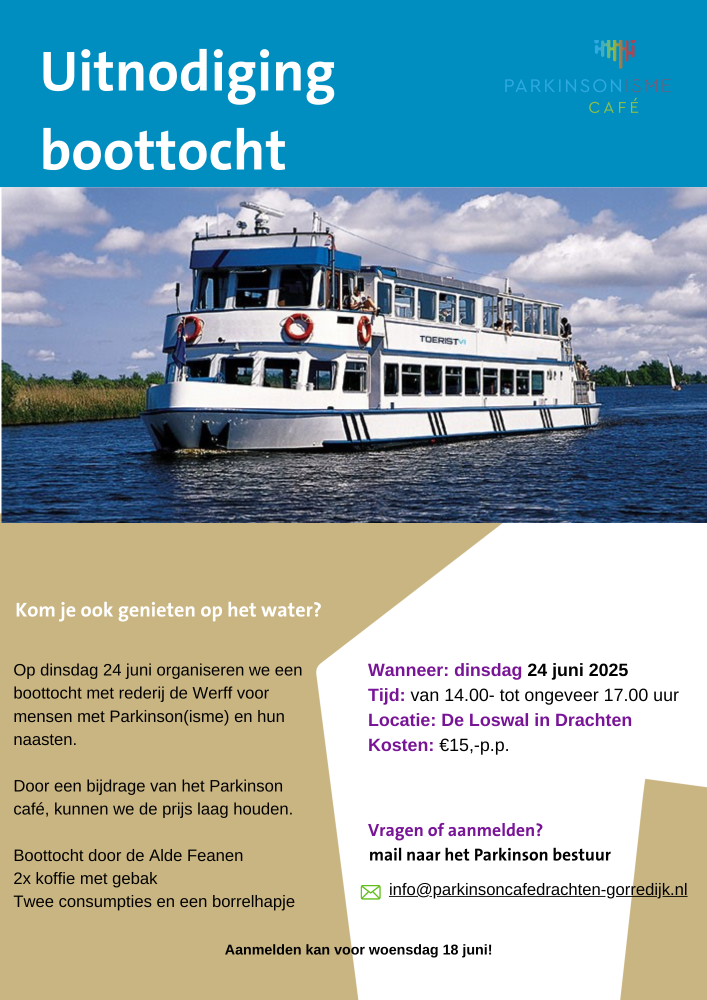 Uitnodiging
boottocht
PARKINSONISME
CAFÉ
TOERISTVI
Kom je ook genieten op het water?
Op dinsdag 24 juni organiseren we een
boottocht met rederij de Werff voor
mensen met Parkinson(isme) en hun
naasten.
Door een bijdrage van het Parkinson
café, kunnen we de prijs laag houden.
Boottocht door de Alde Feanen
2x koffie met gebak
Twee consumpties en een borrelhapje
Wanneer: dinsdag 24 juni 2025
Tijd: van 14.00- tot ongeveer 17.00 uur
Locatie: De Loswal in Drachten
Kosten: €15,-p.p.
Vragen of aanmelden?
mail naar het Parkinson bestuur
info@parkinsoncafedrachten-gorredijk.nl
Aanmelden kan voor woensdag 18 juni!